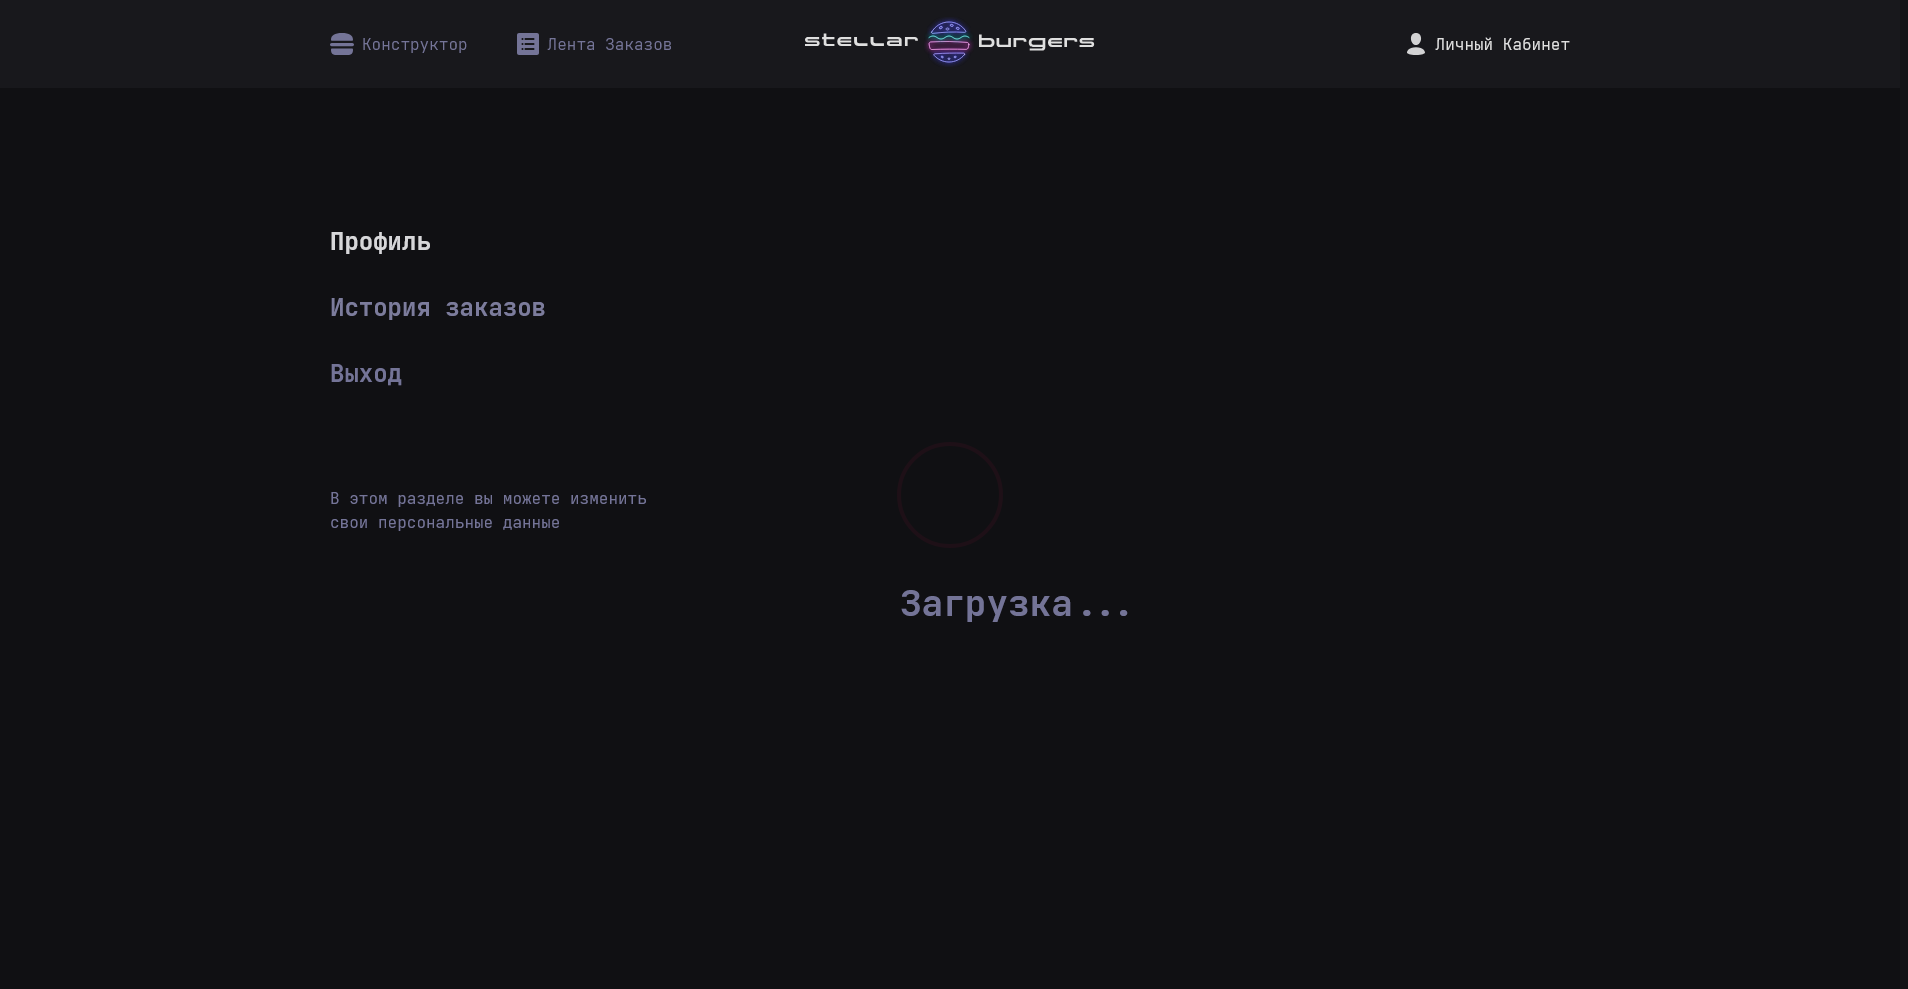 Конструктор
Лента Заказов
stellar burgers
Личный Кабинет
Профиль
История заказов
Выход
В этом разделе вы можете изменить
свои персональные данные
Загрузка...